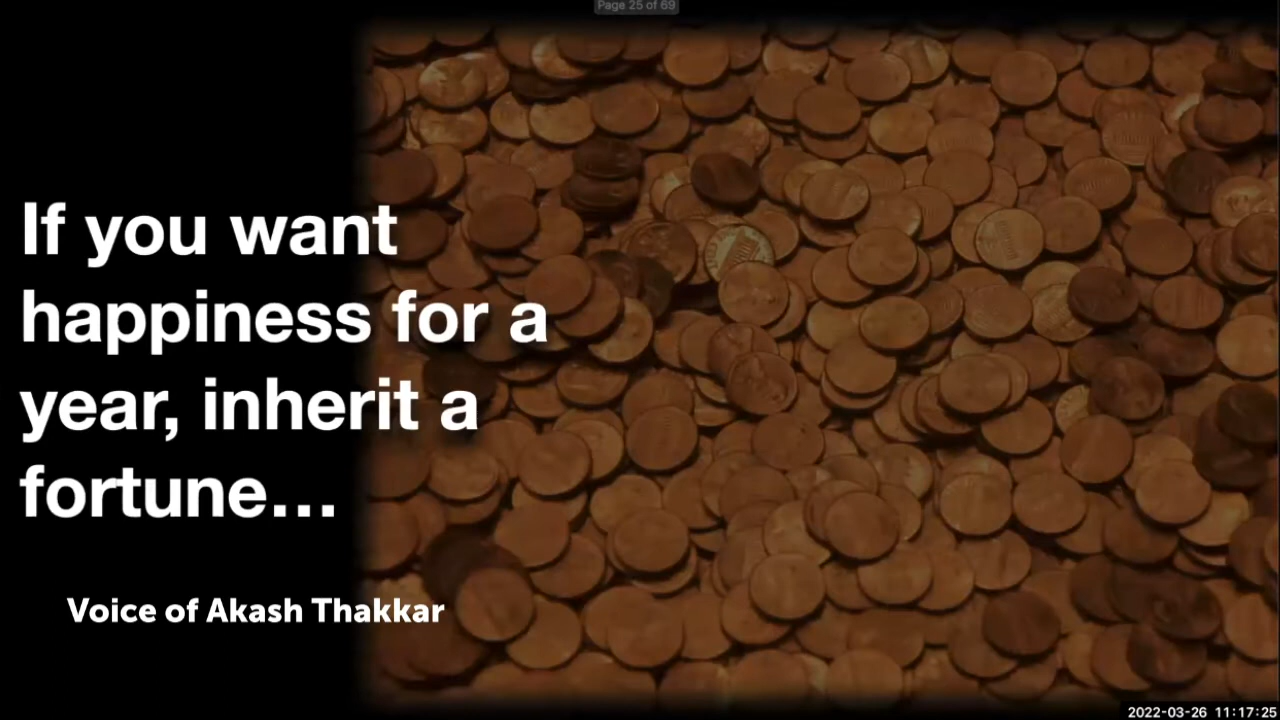 Page 25 of 69
If you want
happiness for a
year, inherit a
fortune…
Voice of Akash Thakkar
2022-03-26 11:17:25